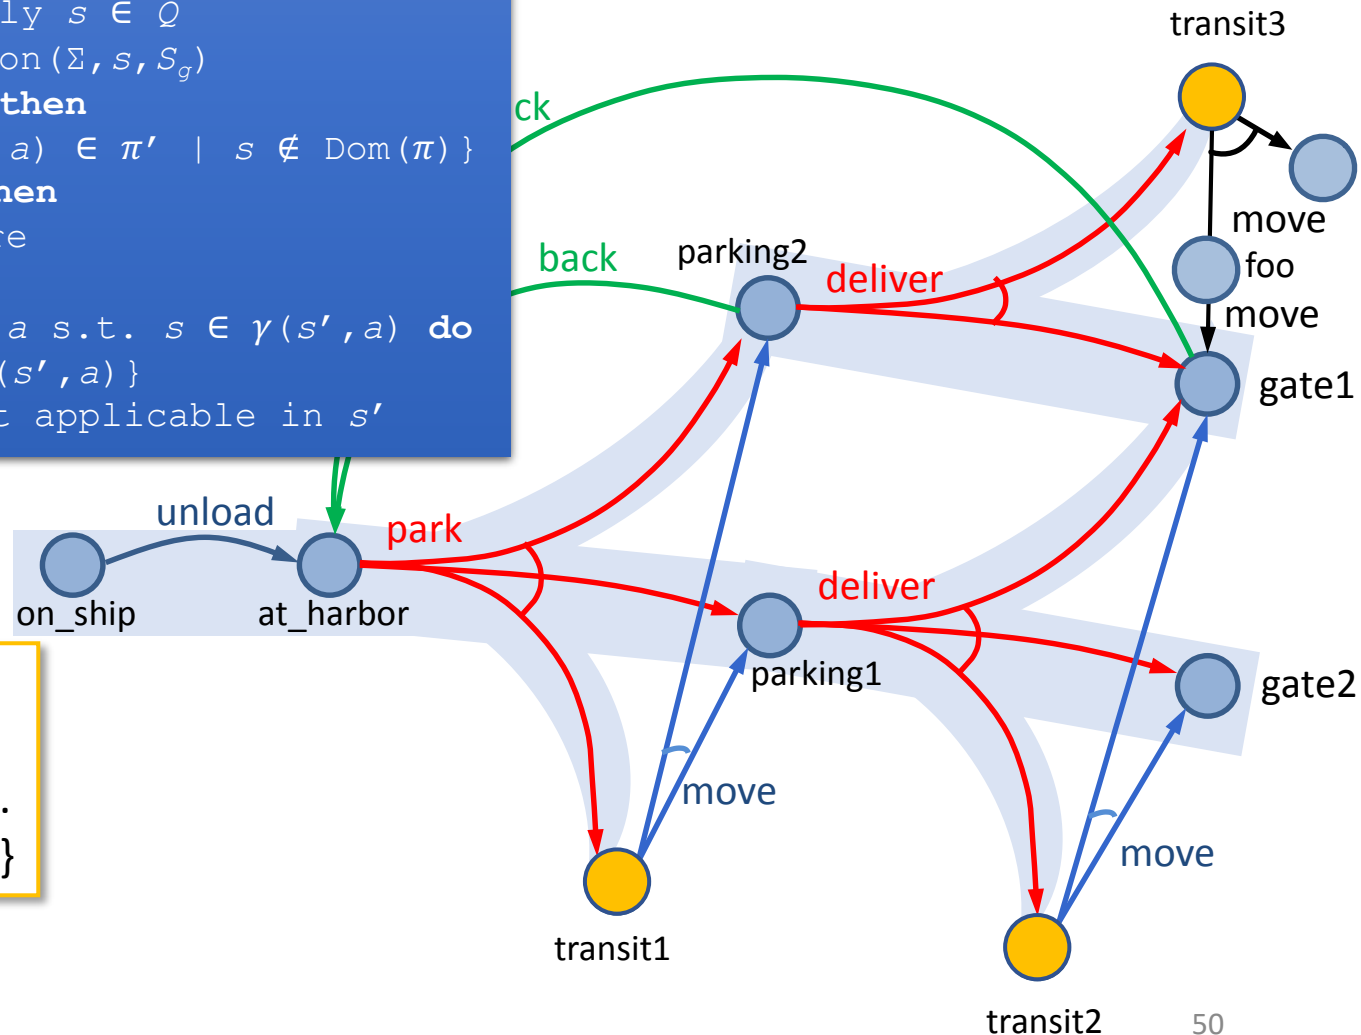 ly s ∈ Q
on(Σ,s,S_g)
then
a) ∈ π′ | s ∉ Dom(π)}
hen
re
a s.t. s ∈ γ(s′,a) do
(s′,a)}
t applicable in s′
transit3
ck
move
foo
move
parking2
back
deliver
gate1
unload
park
deliver
on_ship
at_harbor
parking1
gate2
.
}
move
move
transit1
transit2
50